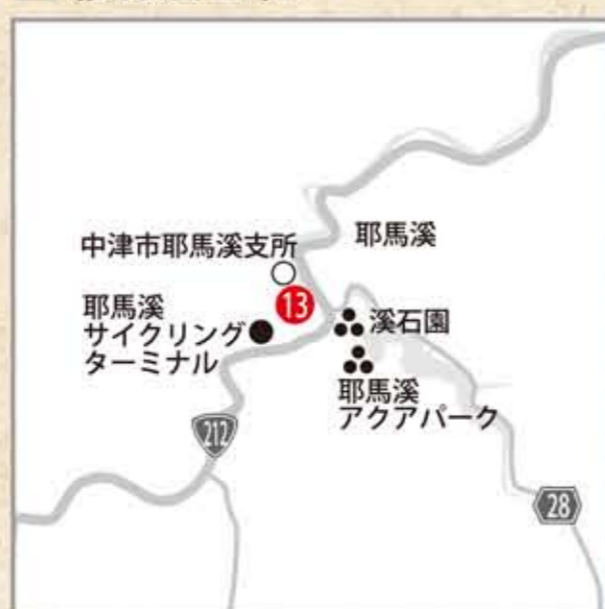 中津市耶馬溪支所
耶馬溪
13
耶馬溪
サイクリング
ターミナル
溪石園
耶馬溪
アクアパーク
212
28